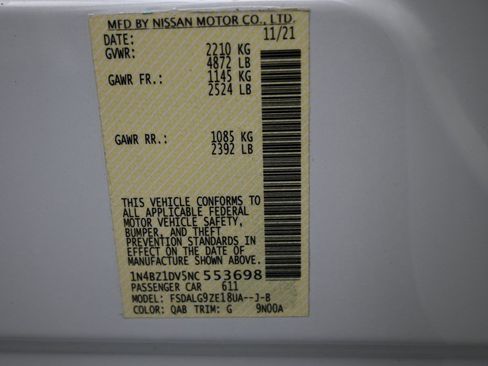 MFD BY NISSAN MOTOR CO., LTD.
DATE: 11/21
GVWR: 2210 KG
4872 LB
GAWR FR.: 1145 KG
2524 LB
GAWR RR.: 1085 KG
2392 LB
THIS VEHICLE CONFORMS TO
ALL APPLICABLE FEDERAL
MOTOR VEHICLE SAFETY,
BUMPER, AND THEFT
PREVENTION STANDARDS IN
EFFECT ON THE DATE OF
MANUFACTURE SHOWN ABOVE.
1N4BZ1DV5NC553698
PASSENGER CAR 611
MODEL: FSDALG9ZE18UA--J-B
COLOR: QAB TRIM: G 9N00A